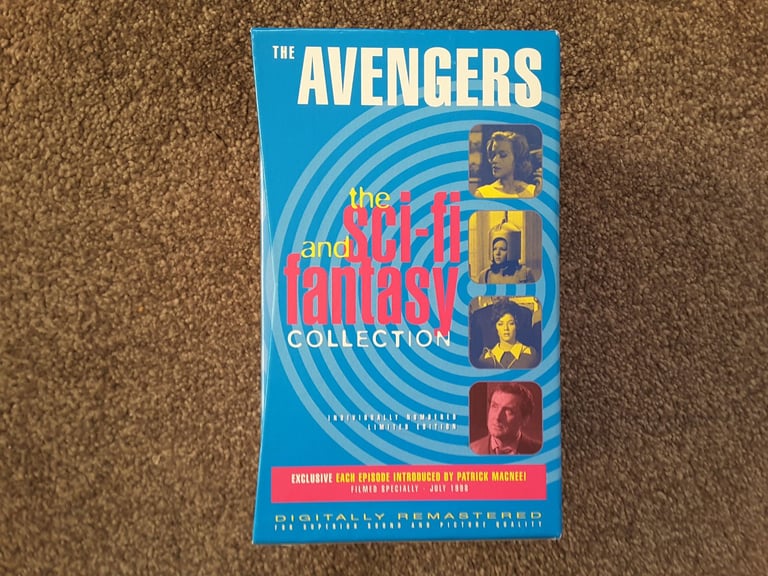 THE AVENGERS
the
sci-fi
and
fantasy
COLLECTION
INDIVIDUALLY NUMBERED
LIMITED EDITION
EXCLUSIVE EACH EPISODE INTRODUCED BY PATRICK MACNEE!
FILMED SPECIALLY · JULY 1999
DIGITALLY REMASTERED
FOR SUPERIOR SOUND AND PICTURE QUALITY